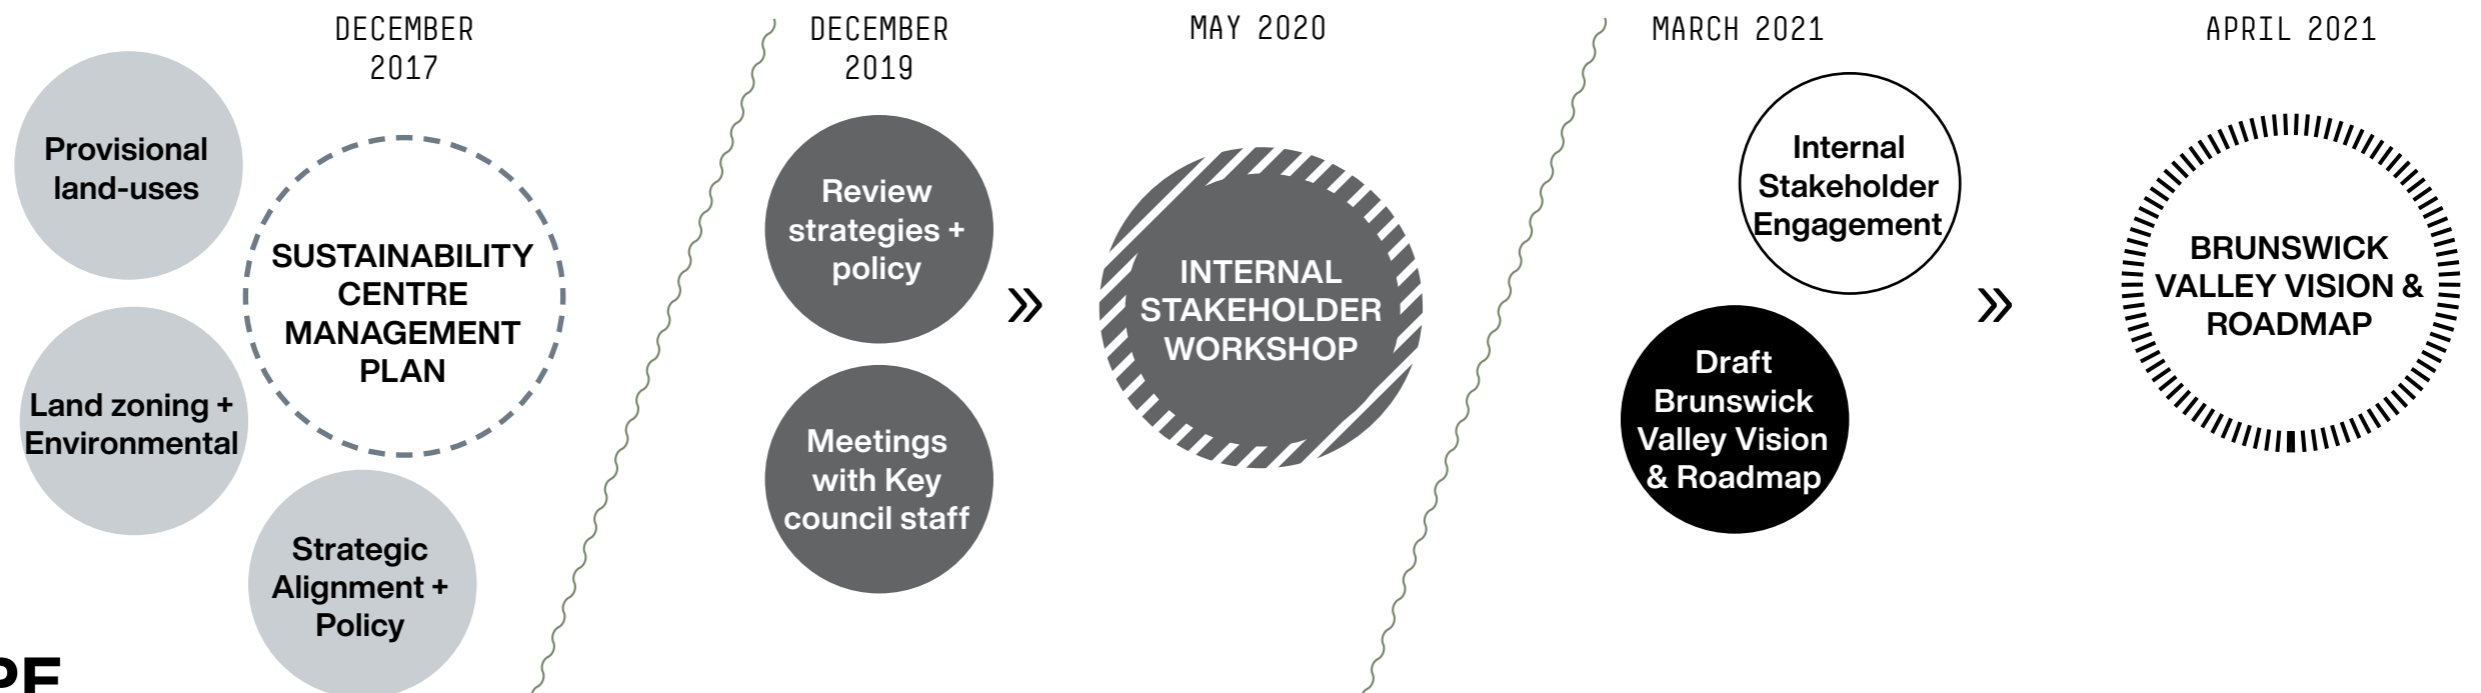 DECEMBER
2017
Provisional
land-uses
SUSTAINABILITY
CENTRE
MANAGEMENT
PLAN
Land zoning +
Environmental
Strategic
Alignment +
Policy
DECEMBER
2019
Review
strategies +
policy
Meetings
with Key
council staff
»
MAY 2020
INTERNAL
STAKEHOLDER
WORKSHOP
MARCH 2021
Internal
Stakeholder
Engagement
Draft
Brunswick
Valley Vision
& Roadmap
»
APRIL 2021
BRUNSWICK
VALLEY VISION &
ROADMAP